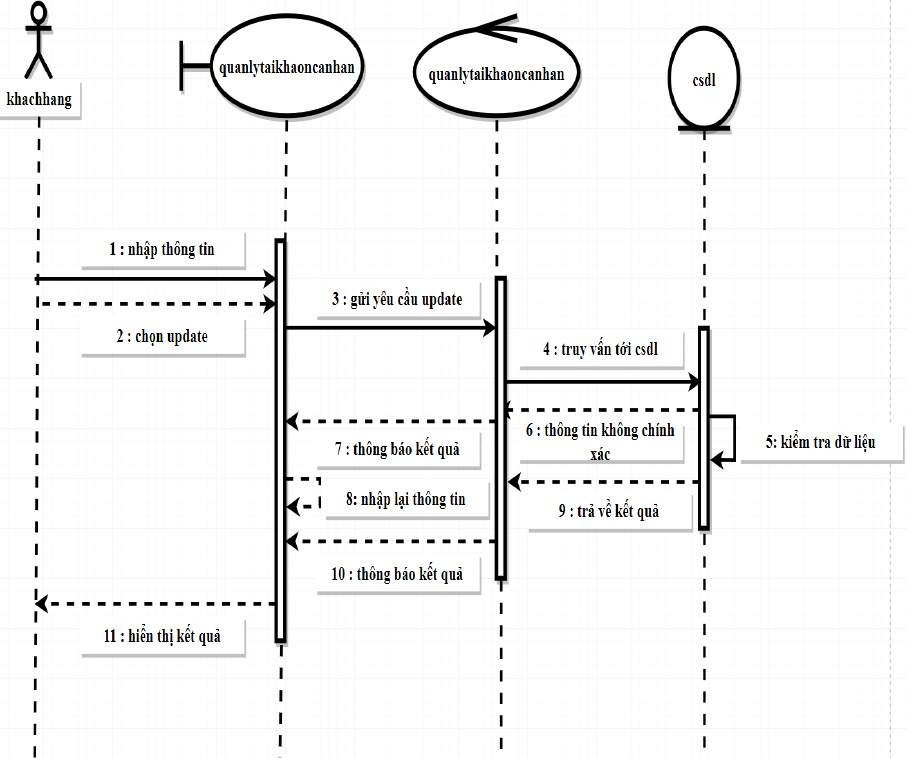 khachhang
quanlytaikhaoncanhan
quanlytaikhaoncanhan
csdl
1 : nhập thông tin
2 : chọn update
3 : gửi yêu cầu update
4 : truy vấn tới csdl
5: kiểm tra dữ liệu
6 : thông tin không chính
xác
7 : thông báo kết quả
8: nhập lại thông tin
9 : trả về kết quả
10 : thông báo kết quả
11 : hiển thị kết quả